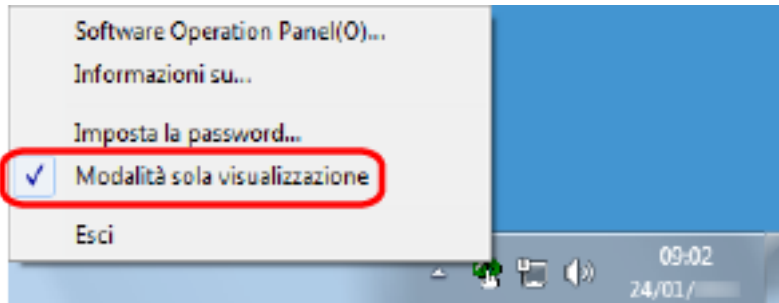 Software Operation Panel(O)...
Informazioni su...
Imposta la password...
Modalità sola visualizzazione
Esci
09:02
24/01/